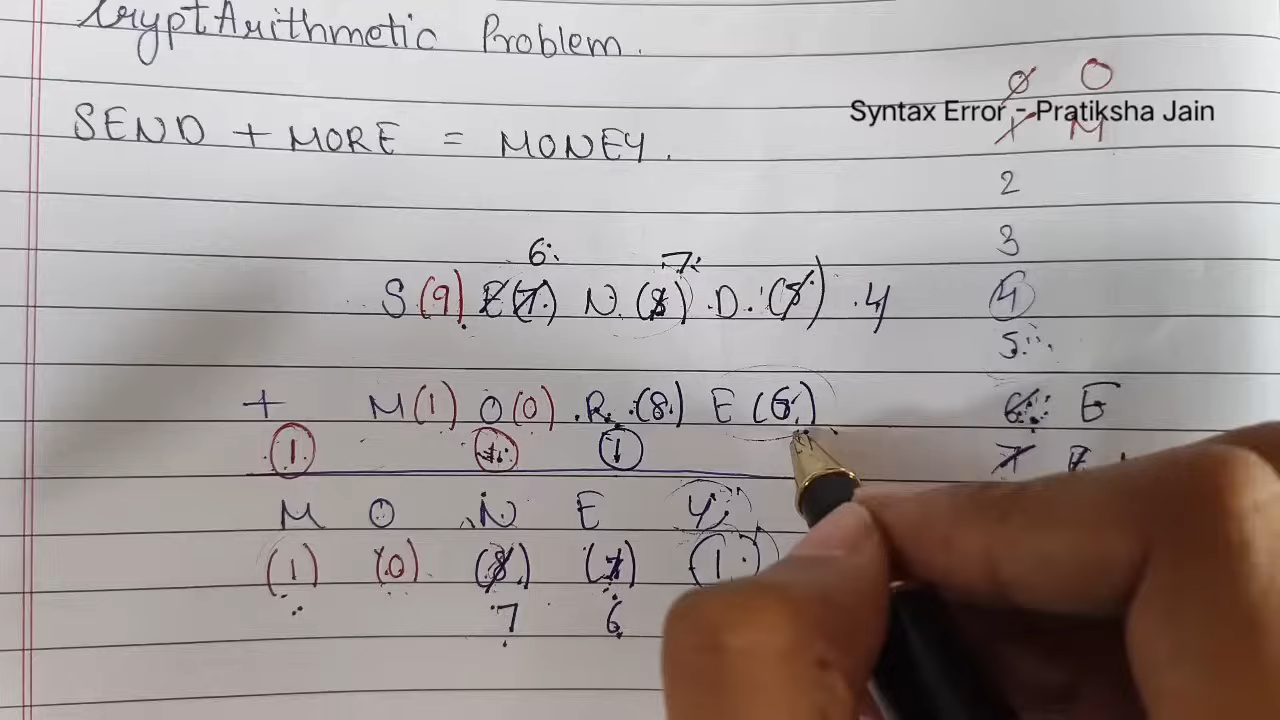 CryptArithmetic Problem.
0 O
Syntax Error - Pratiksha Jain
1 M
SEND + MORE = MONEY.
2
3
6 7
S (9) E (7) N (8) D (5) 4
4
5
+ M (1) O (0) R (8) E (6)
6 E
1 1 1
7 E
M O N E Y
(1) (0) (8) (7) (1)
7 6